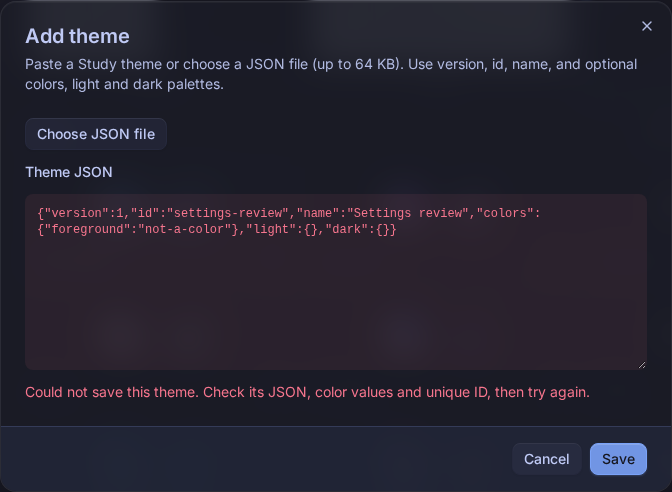 Add theme
Paste a Study theme or choose a JSON file (up to 64 KB). Use version, id, name, and optional
colors, light and dark palettes.
Choose JSON file
Theme JSON
{"version":1,"id":"settings-review","name":"Settings review","colors":
{"foreground":"not-a-color"},"light":{},"dark":{}}
Could not save this theme. Check its JSON, color values and unique ID, then try again.
Cancel
Save